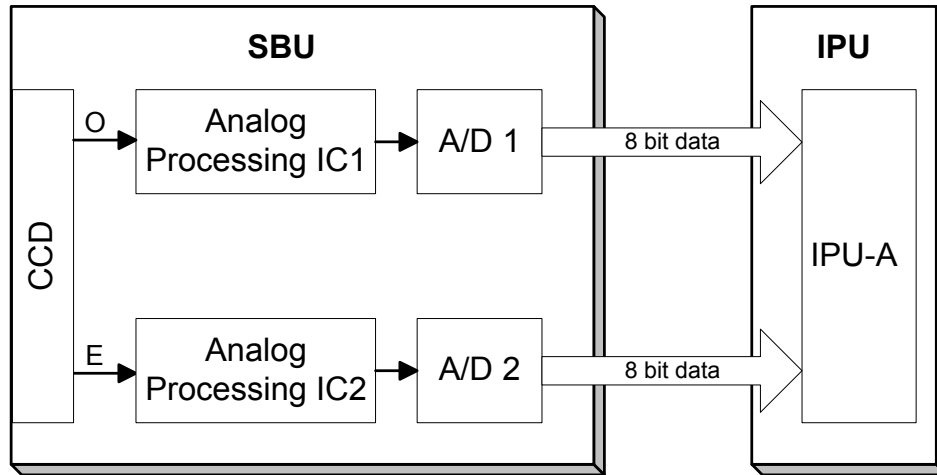 SBU
IPU
CCD
O
Analog
Processing IC1
A/D 1
8 bit data
IPU-A
E
Analog
Processing IC2
A/D 2
8 bit data